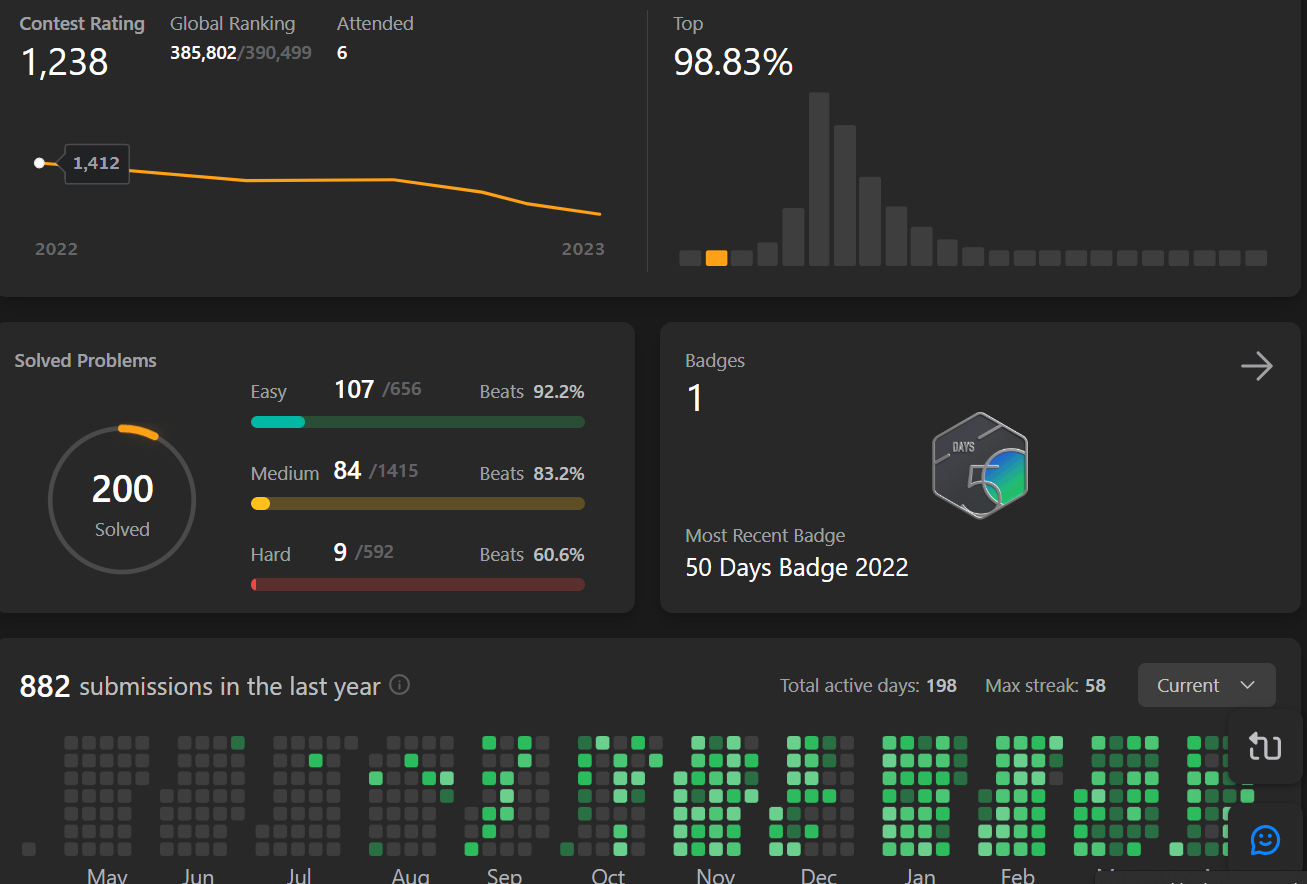 Contest Rating Global Ranking Attended
1,238 385,802/390,499 6
Top
98.83%
1,412
2022 2023
Solved Problems
200
Solved
Easy 107 /656 Beats 92.2%
Medium 84 /1415 Beats 83.2%
Hard 9 /592 Beats 60.6%
Badges
1
DAYS
50
Most Recent Badge
50 Days Badge 2022
882 submissions in the last year
Total active days: 198 Max streak: 58 Current
May Jun Jul Aug Sep Oct Nov Dec Jan Feb